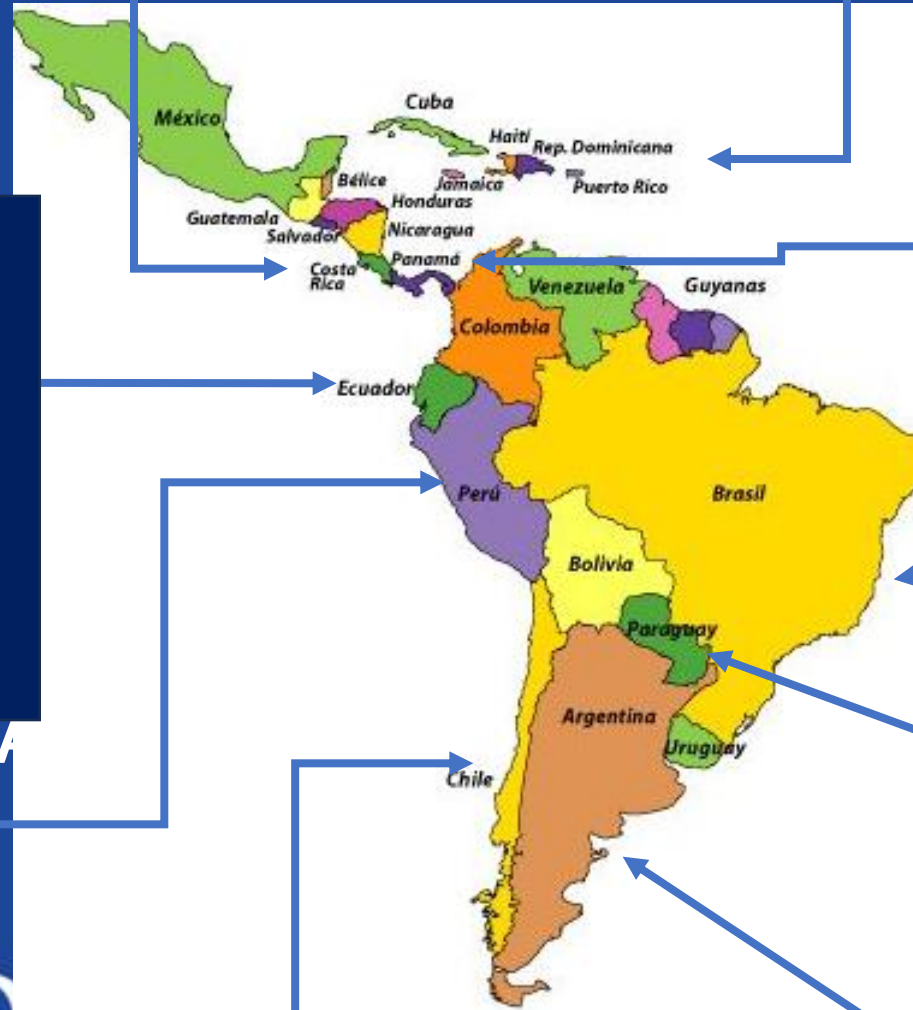 Cuba
México
Haití
Rep. Dominicana
Bélice
Jamaica
Puerto Rico
Honduras
Guatemala
Nicaragua
Salvador
Panamá
Costa
Rica
Venezuela
Guyanas
Colombia
Ecuador
Perú
Brasil
Bolivia
Paraguay
Argentina
Uruguay
Chile
A